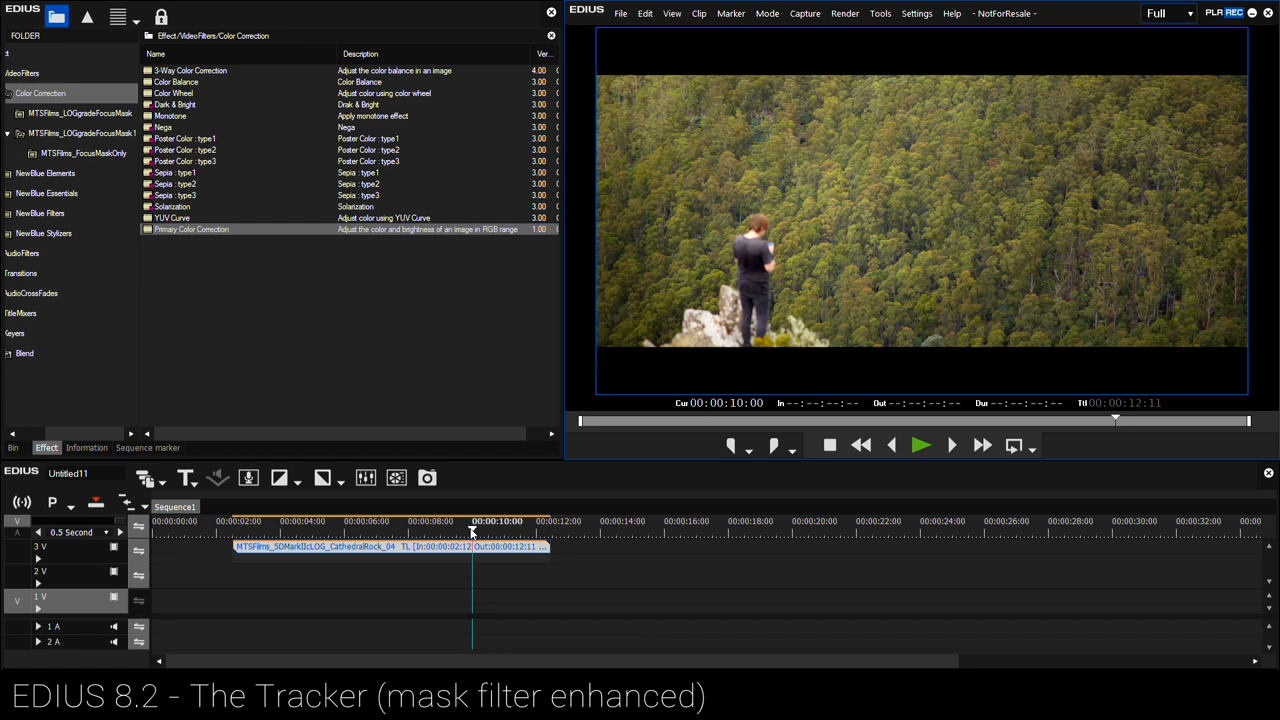 EDIUS
FOLDER
VideoFilters
Color Correction
MTSFilms_LOGgradeFocusMask
MTSFilms_LOGgradeFocusMask1
MTSFilms_FocusMaskOnly
NewBlue Elements
NewBlue Essentials
NewBlue Filters
NewBlue Stylizers
AudioFilters
Transitions
AudioCrossFades
TitleMixers
Keyers
Blend
Effect/VideoFilters/Color Correction
Name Description Ver...
3-Way Color Correction Adjust the color balance in an image 4.00
Color Balance Color Balance 3.00
Color Wheel Adjust color using color wheel 3.00
Dark & Bright Drak & Bright 3.00
Monotone Apply monotone effect 3.00
Nega Nega 3.00
Poster Color : type1 Poster Color : type1 3.00
Poster Color : type2 Poster Color : type2 3.00
Poster Color : type3 Poster Color : type3 3.00
Sepia : type1 Sepia : type1 3.00
Sepia : type2 Sepia : type2 3.00
Sepia : type3 Sepia : type3 3.00
Solarization Solarization 3.00
YUV Curve Adjust color using YUV Curve 3.00
Primary Color Correction Adjust the color and brightness of an image in RGB range 1.00
Bin Effect Information Sequence marker
EDIUS File Edit View Clip Marker Mode Capture Render Tools Settings Help - NotForResale - Full PLR REC
Cur 00:00:10:00 In --:--:--:-- Out --:--:--:-- Dur --:--:--:-- Ttl 00:00:12:11
EDIUS Untitled11
P
Sequence1
V
A
0.5 Second
00:00:00:00 00:00:02:00 00:00:04:00 00:00:06:00 00:00:08:00 00:00:10:00 00:00:12:00 00:00:14:00 00:00:16:00 00:00:18:00 00:00:20:00 00:00:22:00 00:00:24:00 00:00:26:00 00:00:28:00 00:00:30:00 00:00:32:00 00:00
3 V
MTSFilms_5DMarkIIcLOG_CathedralRock_04 TL [In:00:00:02:12 Out:00:00:12:11 ...
2 V
V 1 V
1 A
2 A
EDIUS 8.2 - The Tracker (mask filter enhanced)